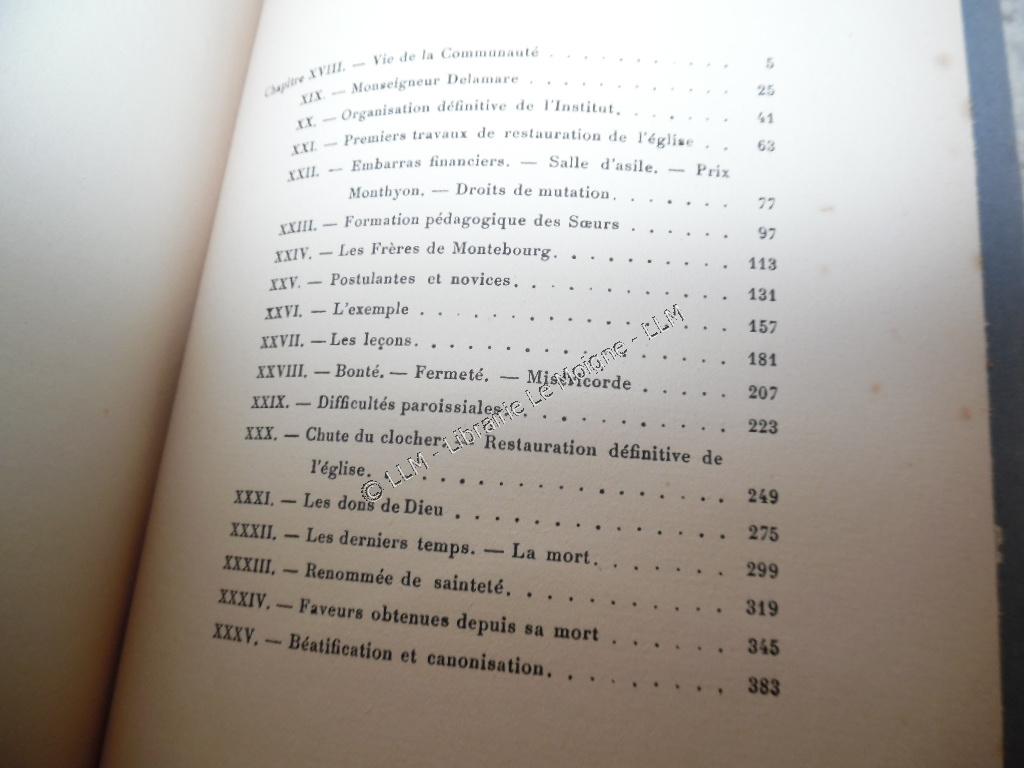 Chapitre XVIII. — Vie de la Communauté . . . . . . . . . . . 5
XIX. — Monseigneur Delamare . . . . . . . . . . . 25
XX. — Organisation définitive de l'Institut. . . . . . . 41
XXI. — Premiers travaux de restauration de l'église . . 63
XXII. — Embarras financiers. — Salle d'asile. — Prix
Monthyon. — Droits de mutation. . . . . . . 77
XXIII. — Formation pédagogique des Sœurs . . . . . . 97
XXIV. — Les Frères de Montebourg. . . . . . . . . . 113
XXV. — Postulantes et novices. . . . . . . . . . . . 131
XXVI. — L'exemple . . . . . . . . . . . . . . . . 157
XXVII. — Les leçons. . . . . . . . . . . . . . . . 181
XXVIII. — Bonté. — Fermeté. — Miséricorde . . . . . 207
XXIX. — Difficultés paroissiales. . . . . . . . . . . 223
XXX. — Chute du clocher. — Restauration définitive de
l'église. . . . . . . . . . . . . . . . . . 249
XXXI. — Les dons de Dieu . . . . . . . . . . . . . 275
XXXII. — Les derniers temps. — La mort. . . . . . . 299
XXXIII. — Renommée de sainteté. . . . . . . . . . . 319
XXXIV. — Faveurs obtenues depuis sa mort . . . . . . 345
XXXV. — Béatification et canonisation. . . . . . . . . 383
© LLM - Librairie Le Moigne - LLM